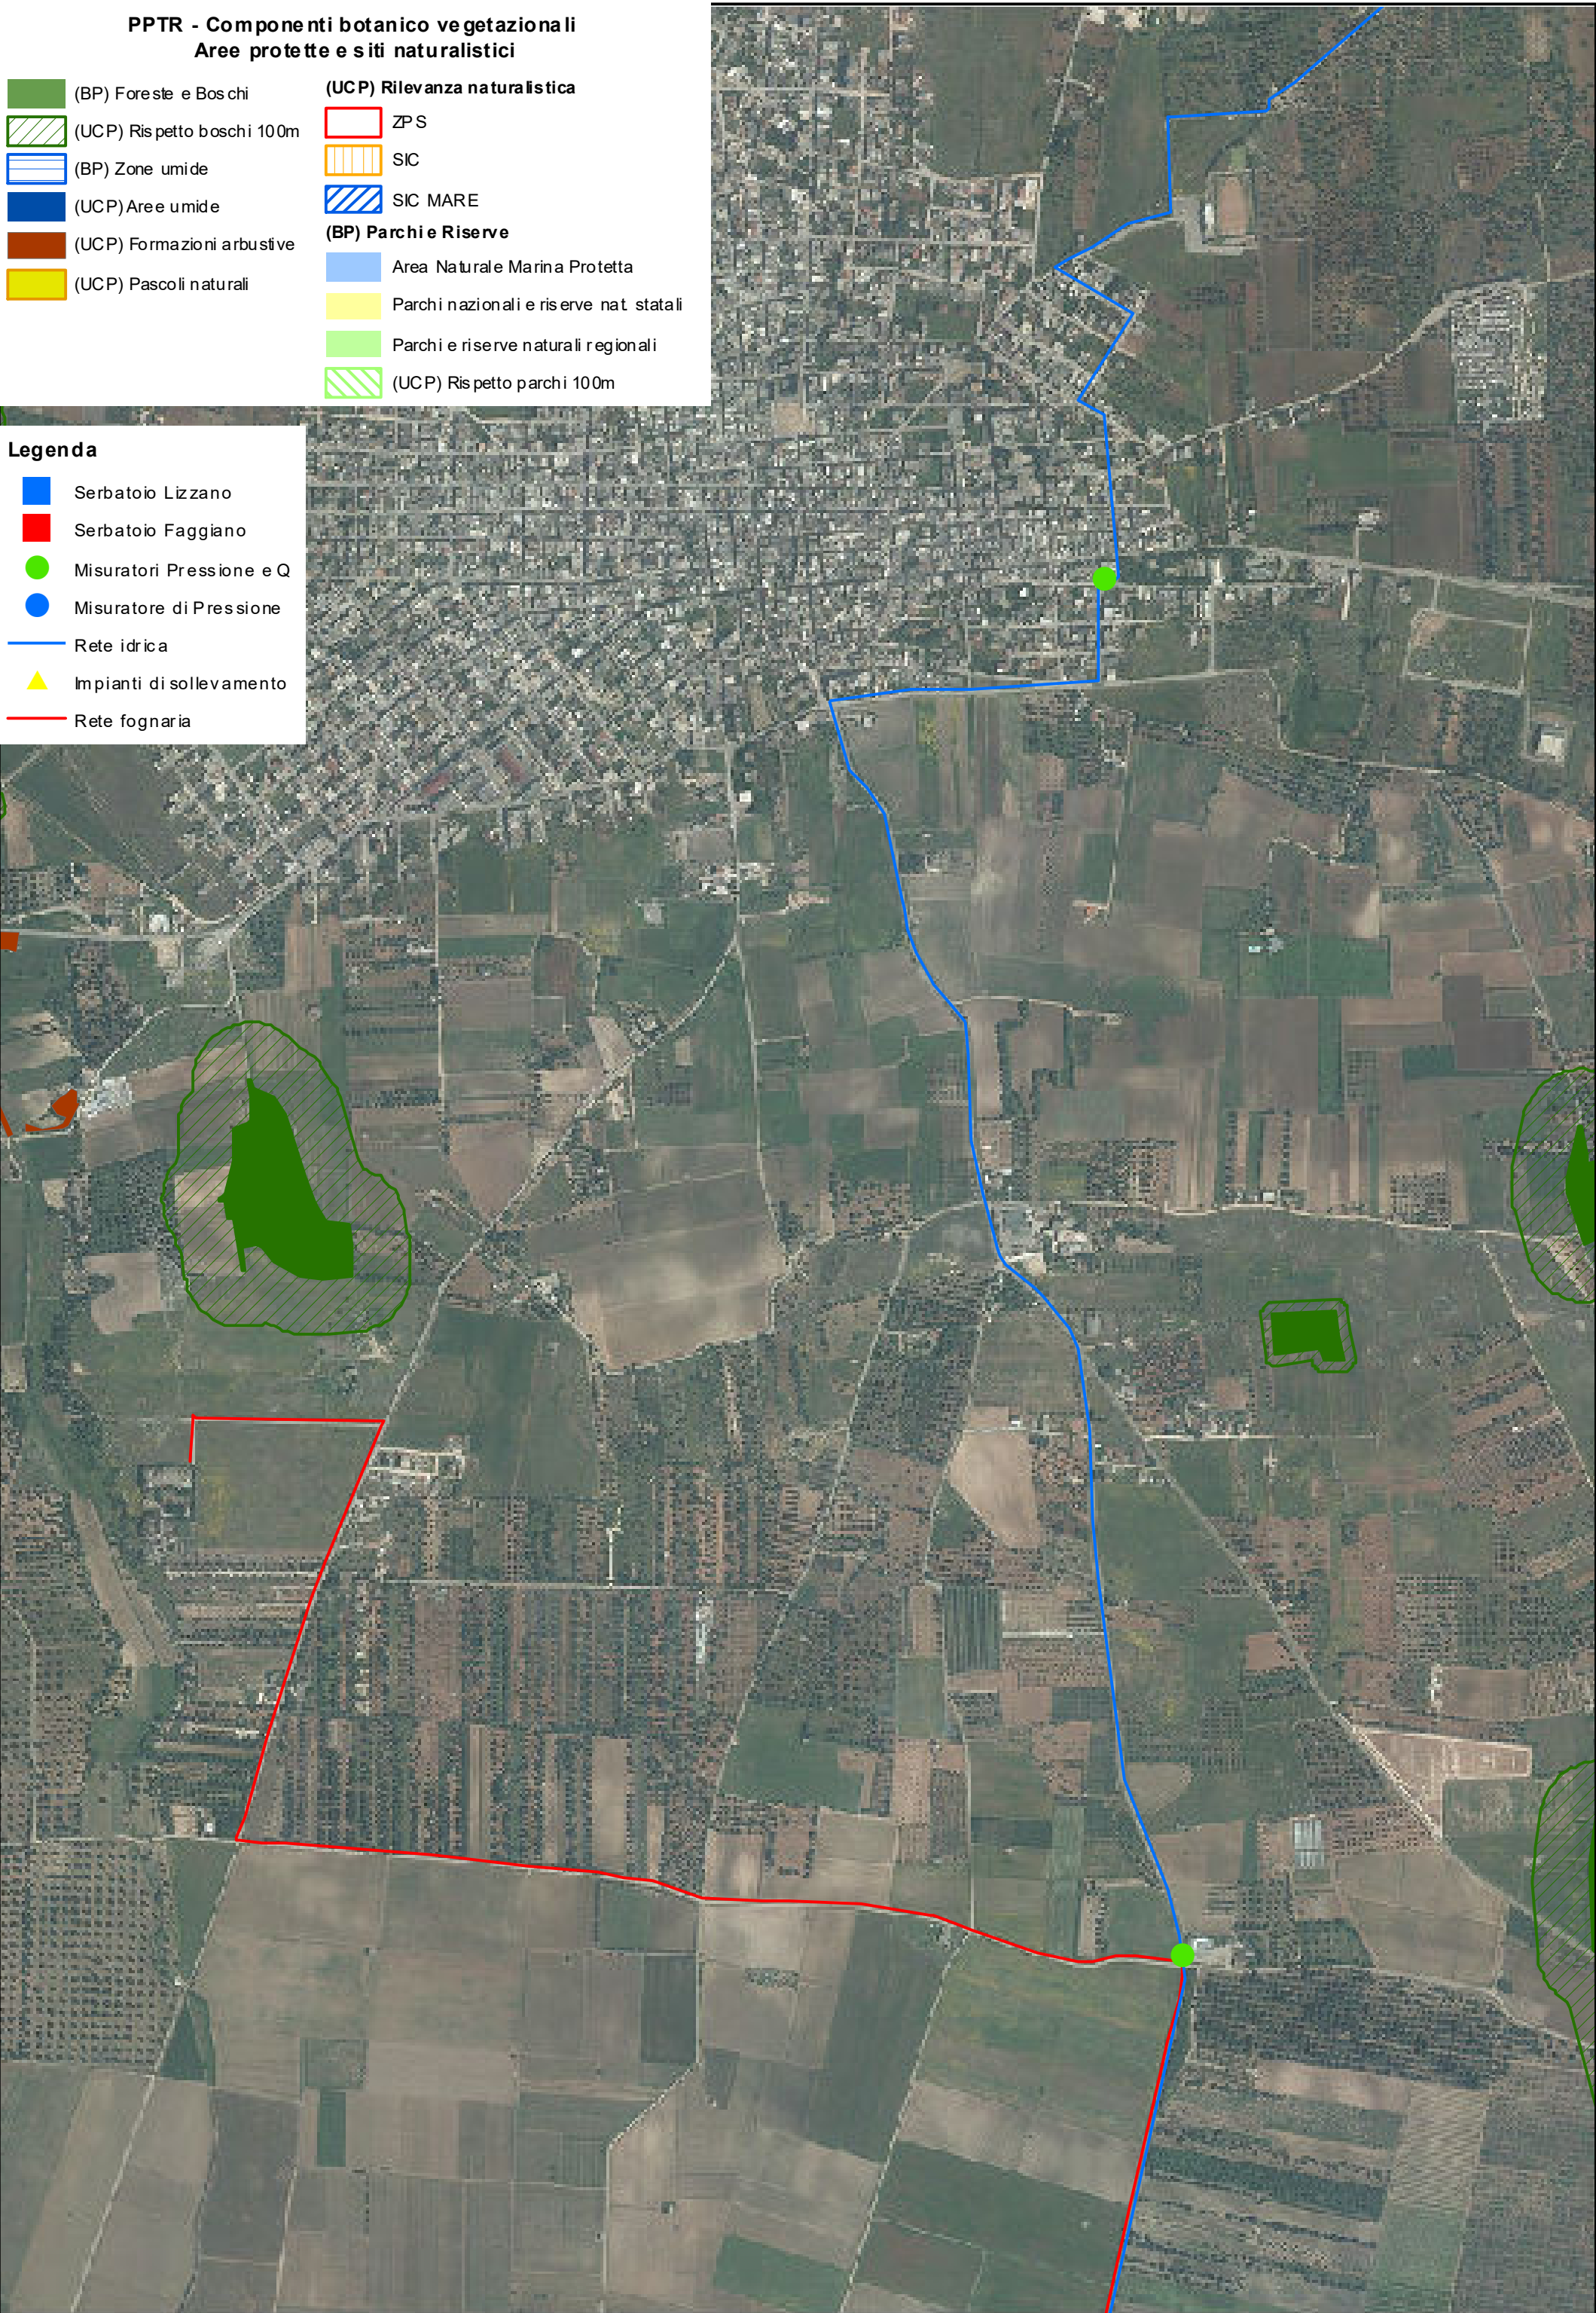 PPTR - Componenti botanico vegetazionali
Aree protette e siti naturalistici
(BP) Foreste e Boschi
(UCP) Rispetto boschi 100m
(BP) Zone umide
(UCP) Aree umide
(UCP) Formazioni arbustive
(UCP) Pascoli naturali
(UCP) Rilevanza naturalistica
ZPS
SIC
SIC MARE
(BP) Parchi e Riserve
Area Naturale Marina Protetta
Parchi nazionali e riserve nat. statali
Parchi e riserve naturali regionali
(UCP) Rispetto parchi 100m
Legenda
Serbatoio Lizzano
Serbatoio Faggiano
Misuratori Pressione e Q
Misuratore di Pressione
Rete idrica
Impianti di sollevamento
Rete fognaria